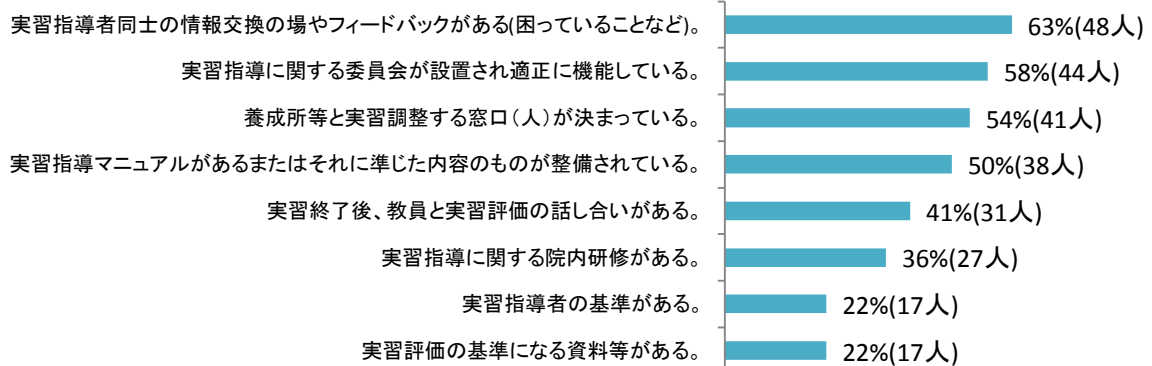 実習指導者同士の情報交換の場やフィードバックがある(困っていることなど)。 63%(48人)
実習指導に関する委員会が設置され適正に機能している。 58%(44人)
養成所等と実習調整する窓口（人）が決まっている。 54%(41人)
実習指導マニュアルがあるまたはそれに準じた内容のものが整備されている。 50%(38人)
実習終了後、教員と実習評価の話し合いがある。 41%(31人)
実習指導に関する院内研修がある。 36%(27人)
実習指導者の基準がある。 22%(17人)
実習評価の基準になる資料等がある。 22%(17人)